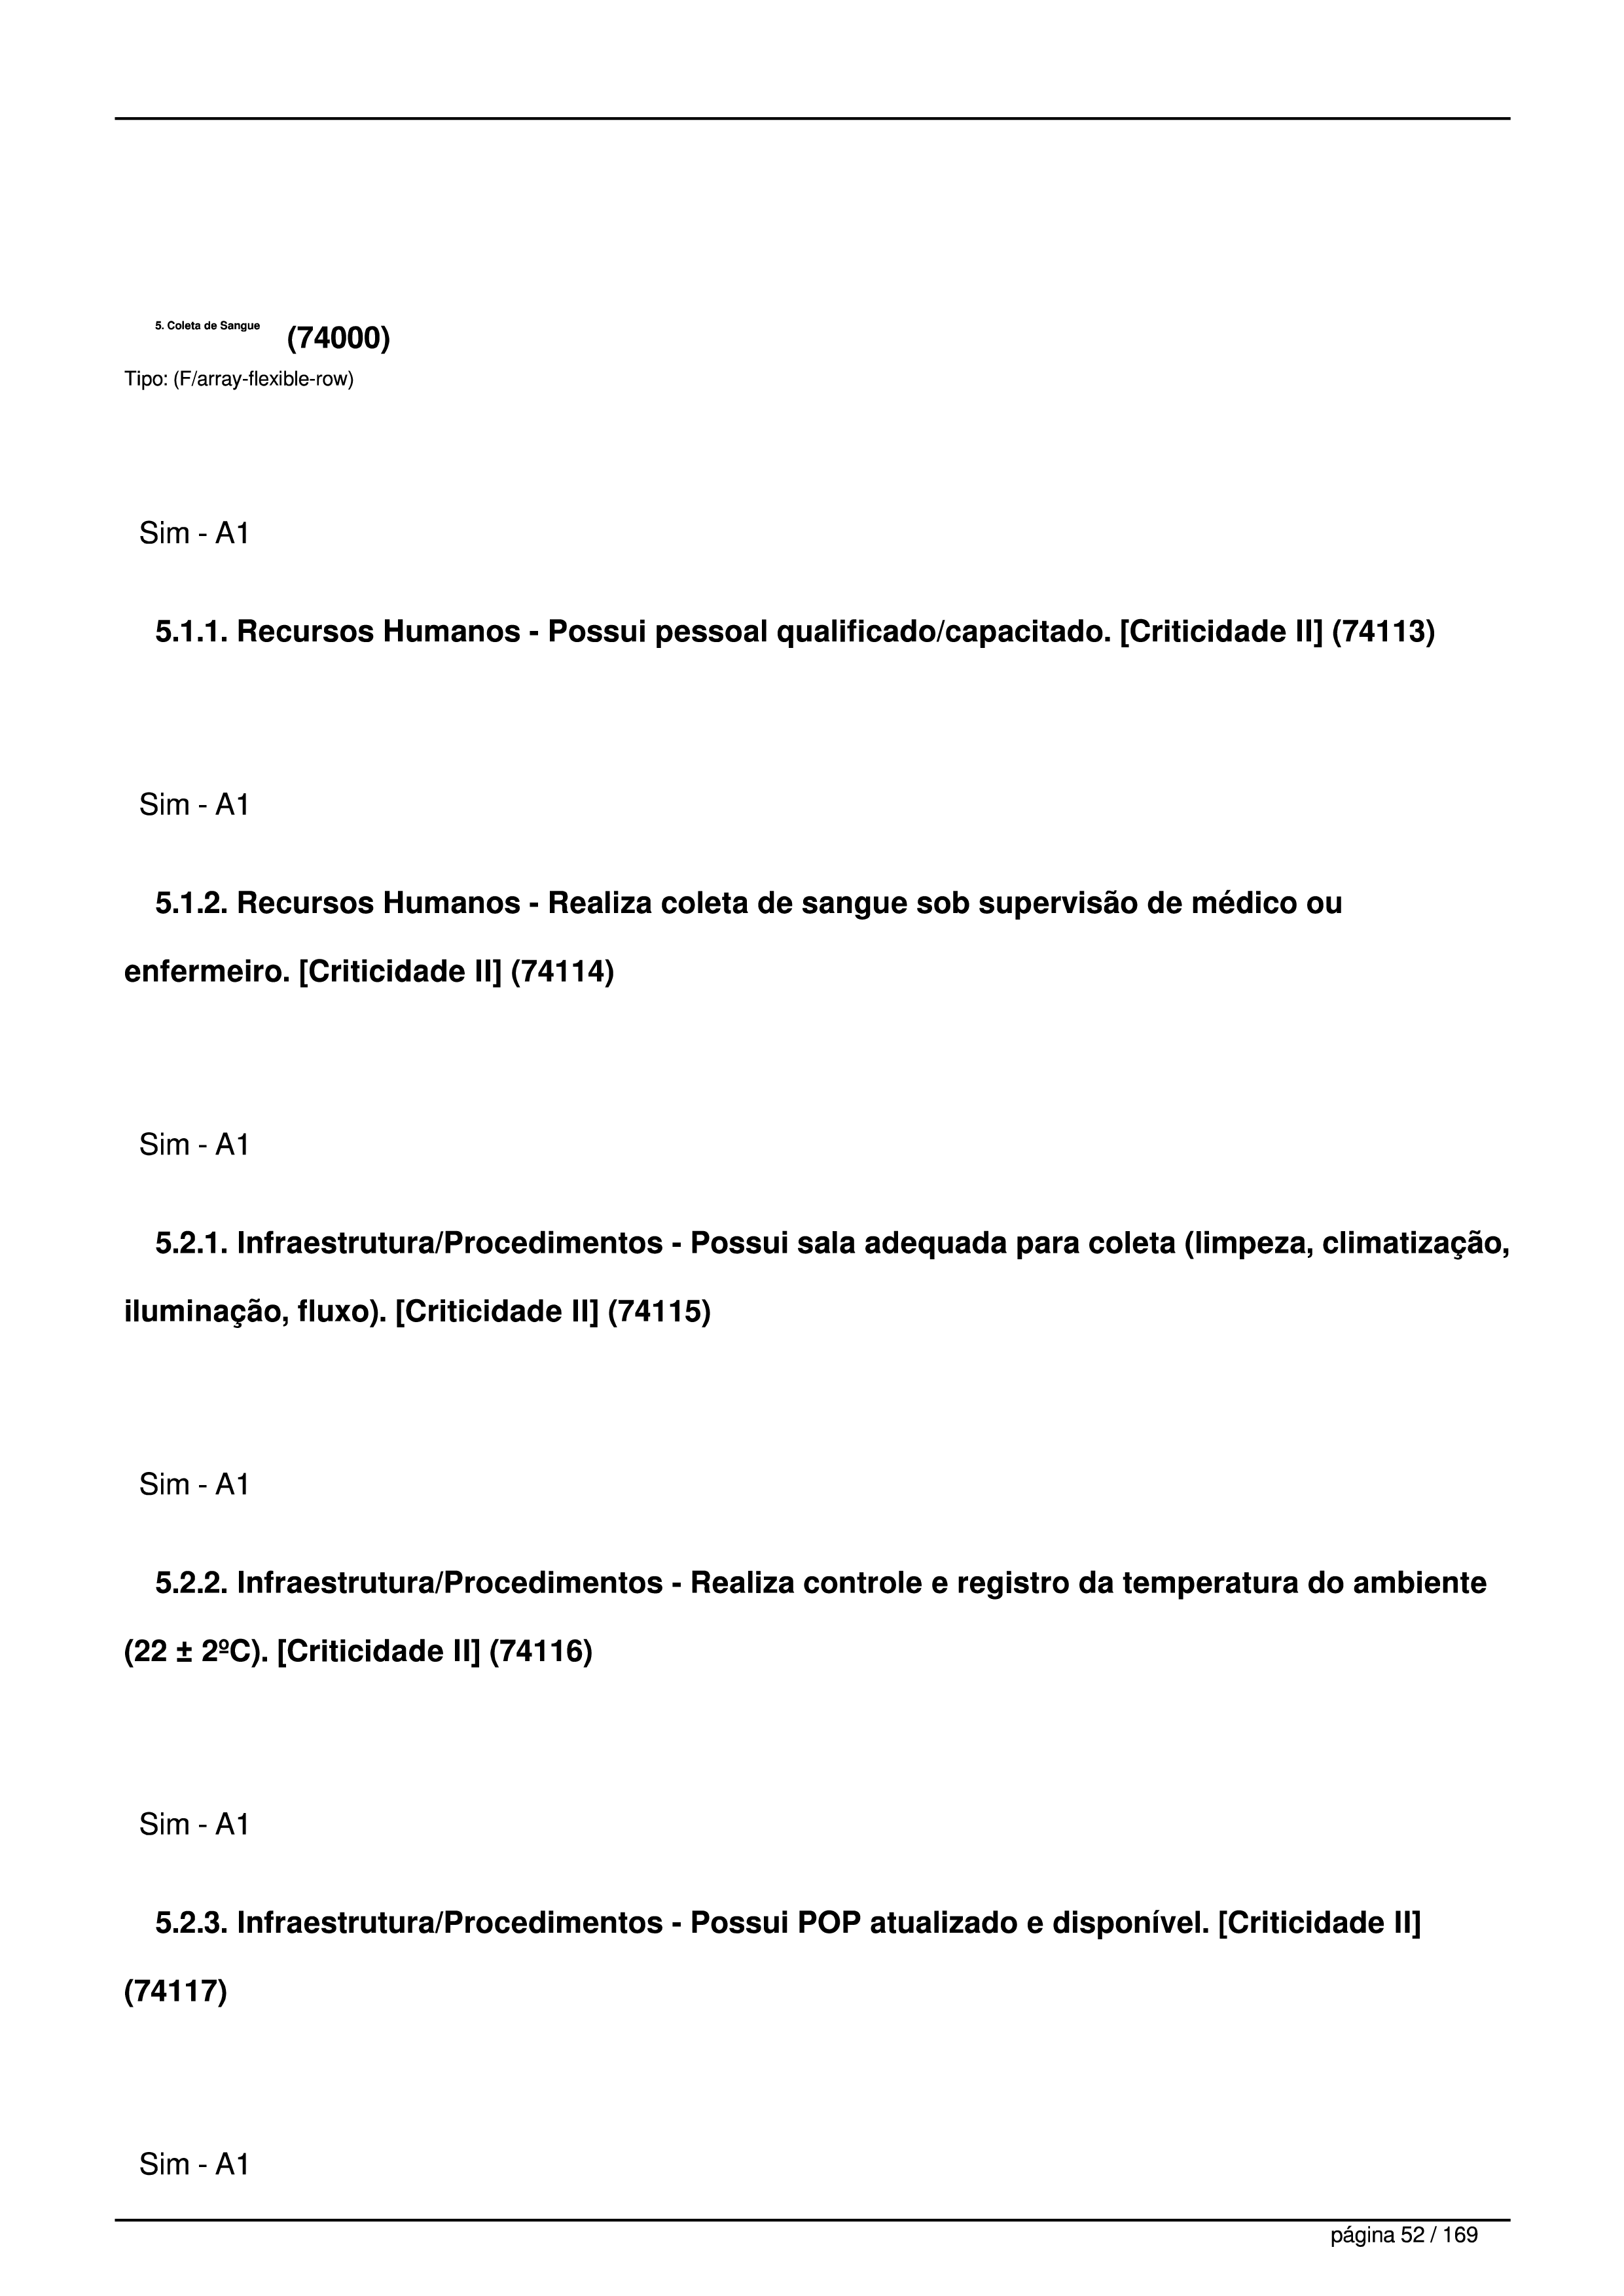 5. Coleta de Sangue (74000)
Tipo: (F/array-flexible-row)
Sim - A1
5.1.1. Recursos Humanos - Possui pessoal qualificado/capacitado. [Criticidade II] (74113)
Sim - A1
5.1.2. Recursos Humanos - Realiza coleta de sangue sob supervisão de médico ou
enfermeiro. [Criticidade II] (74114)
Sim - A1
5.2.1. Infraestrutura/Procedimentos - Possui sala adequada para coleta (limpeza, climatização,
iluminação, fluxo). [Criticidade II] (74115)
Sim - A1
5.2.2. Infraestrutura/Procedimentos - Realiza controle e registro da temperatura do ambiente
(22 ± 2ºC). [Criticidade II] (74116)
Sim - A1
5.2.3. Infraestrutura/Procedimentos - Possui POP atualizado e disponível. [Criticidade II]
(74117)
Sim - A1
página 52 / 169